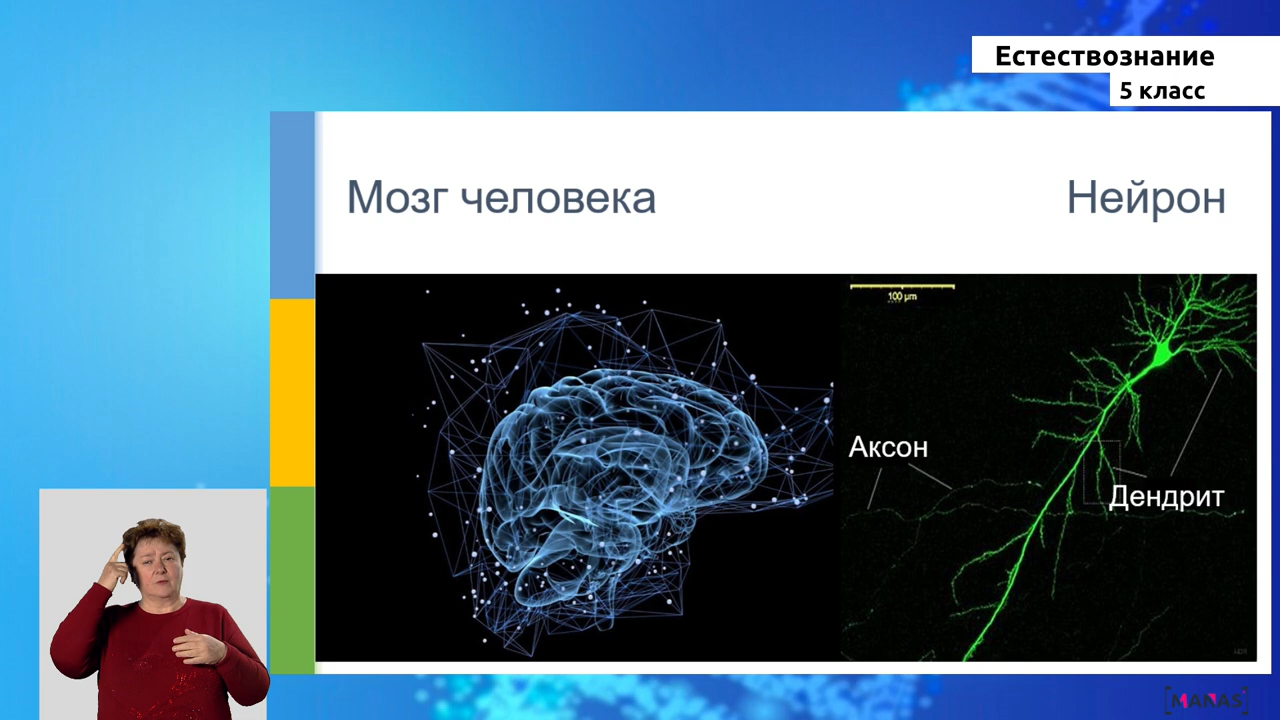 Естествознание
5 класс
Мозг человека
Нейрон
100 µm
Аксон
Дендрит
[MANAS]